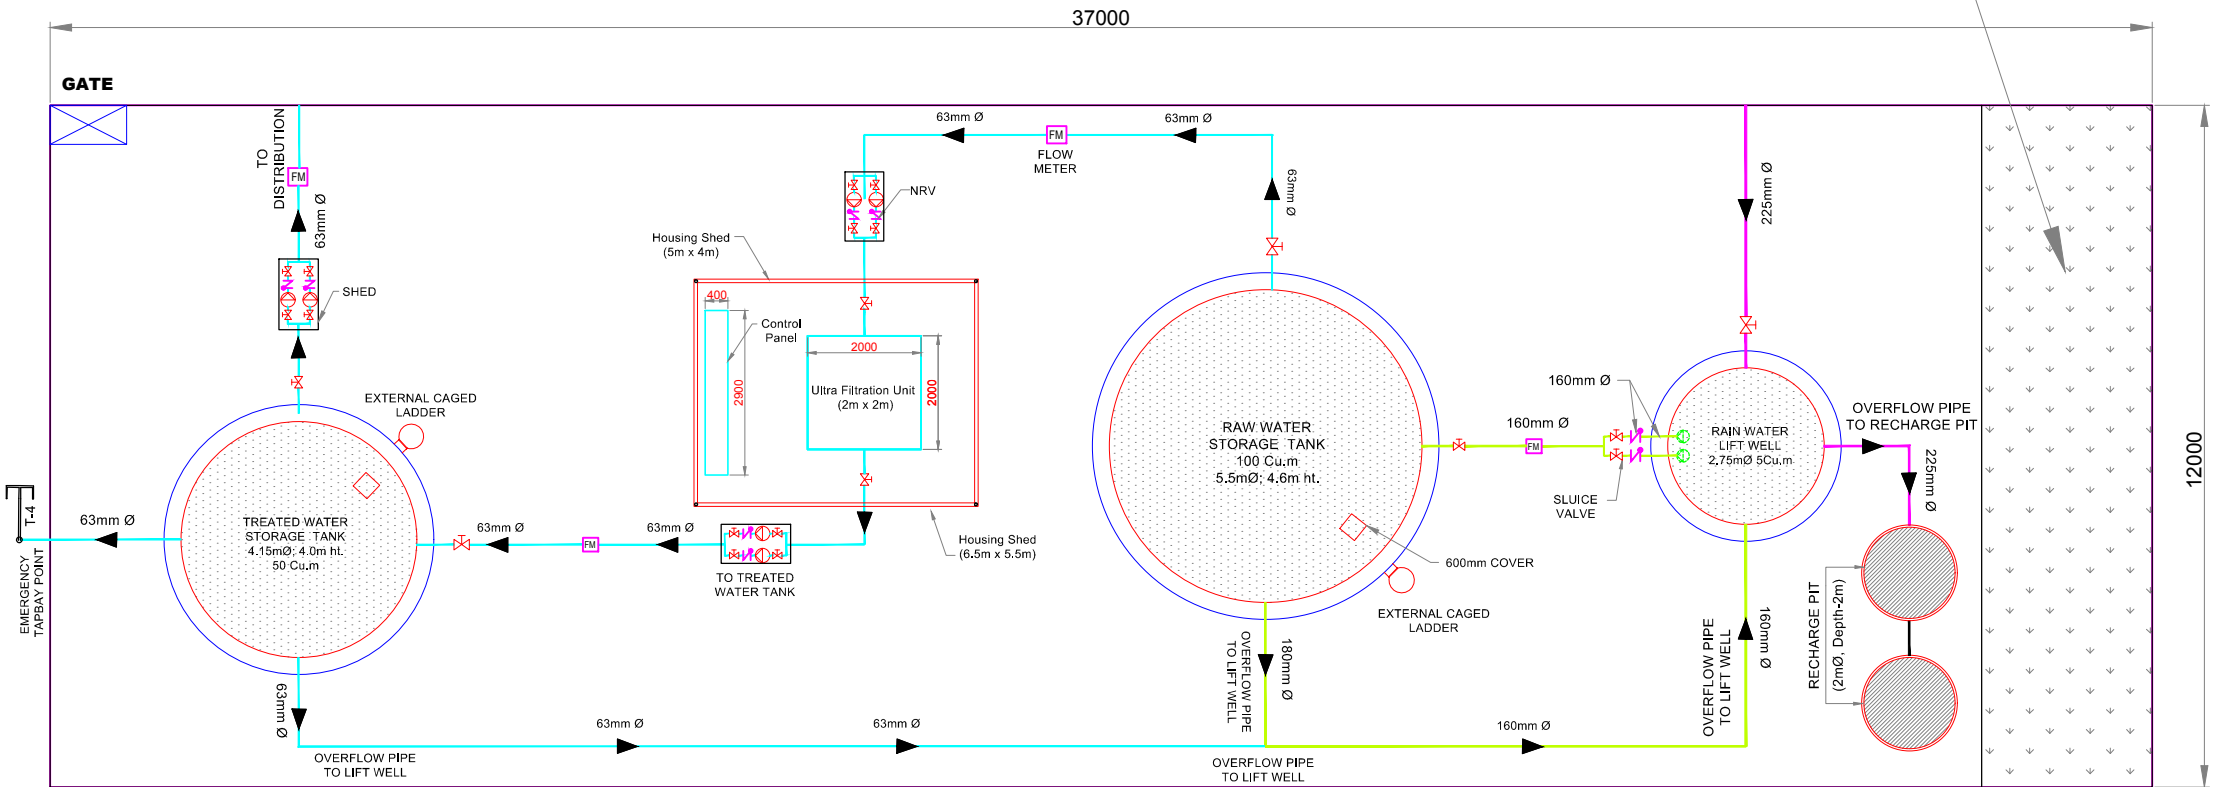 37000
GATE
TO
DISTRIBUTION
FM
63mm Ø
SHED
63mm Ø
FM
FLOW
METER
63mm Ø
63mm Ø
NRV
Housing Shed
(5m x 4m)
400
Control
Panel
2900
2000
2000
Ultra Filtration Unit
(2m x 2m)
Housing Shed
(6.5m x 5.5m)
225mm Ø
12000
EXTERNAL CAGED
LADDER
TREATED WATER
STORAGE TANK
4.15mØ; 4.0m ht.
50 Cu.m
63mm Ø
T-4
EMERGENCY
TAPBAY POINT
63mm Ø
FM
63mm Ø
TO TREATED
WATER TANK
RAW WATER
STORAGE TANK
100 Cu.m
5.5mØ; 4.6m ht.
600mm COVER
EXTERNAL CAGED
LADDER
160mm Ø
FM
160mm Ø
SLUICE
VALVE
RAIN WATER
LIFT WELL
2.75mØ 5Cu.m
OVERFLOW PIPE
TO RECHARGE PIT
225mm Ø
RECHARGE PIT
(2mØ, Depth-2m)
OVERFLOW PIPE
TO LIFT WELL
160mm Ø
OVERFLOW PIPE
TO LIFT WELL
180mm Ø
63mm Ø
63mm Ø
63mm Ø
160mm Ø
OVERFLOW PIPE
TO LIFT WELL
OVERFLOW PIPE
TO LIFT WELL